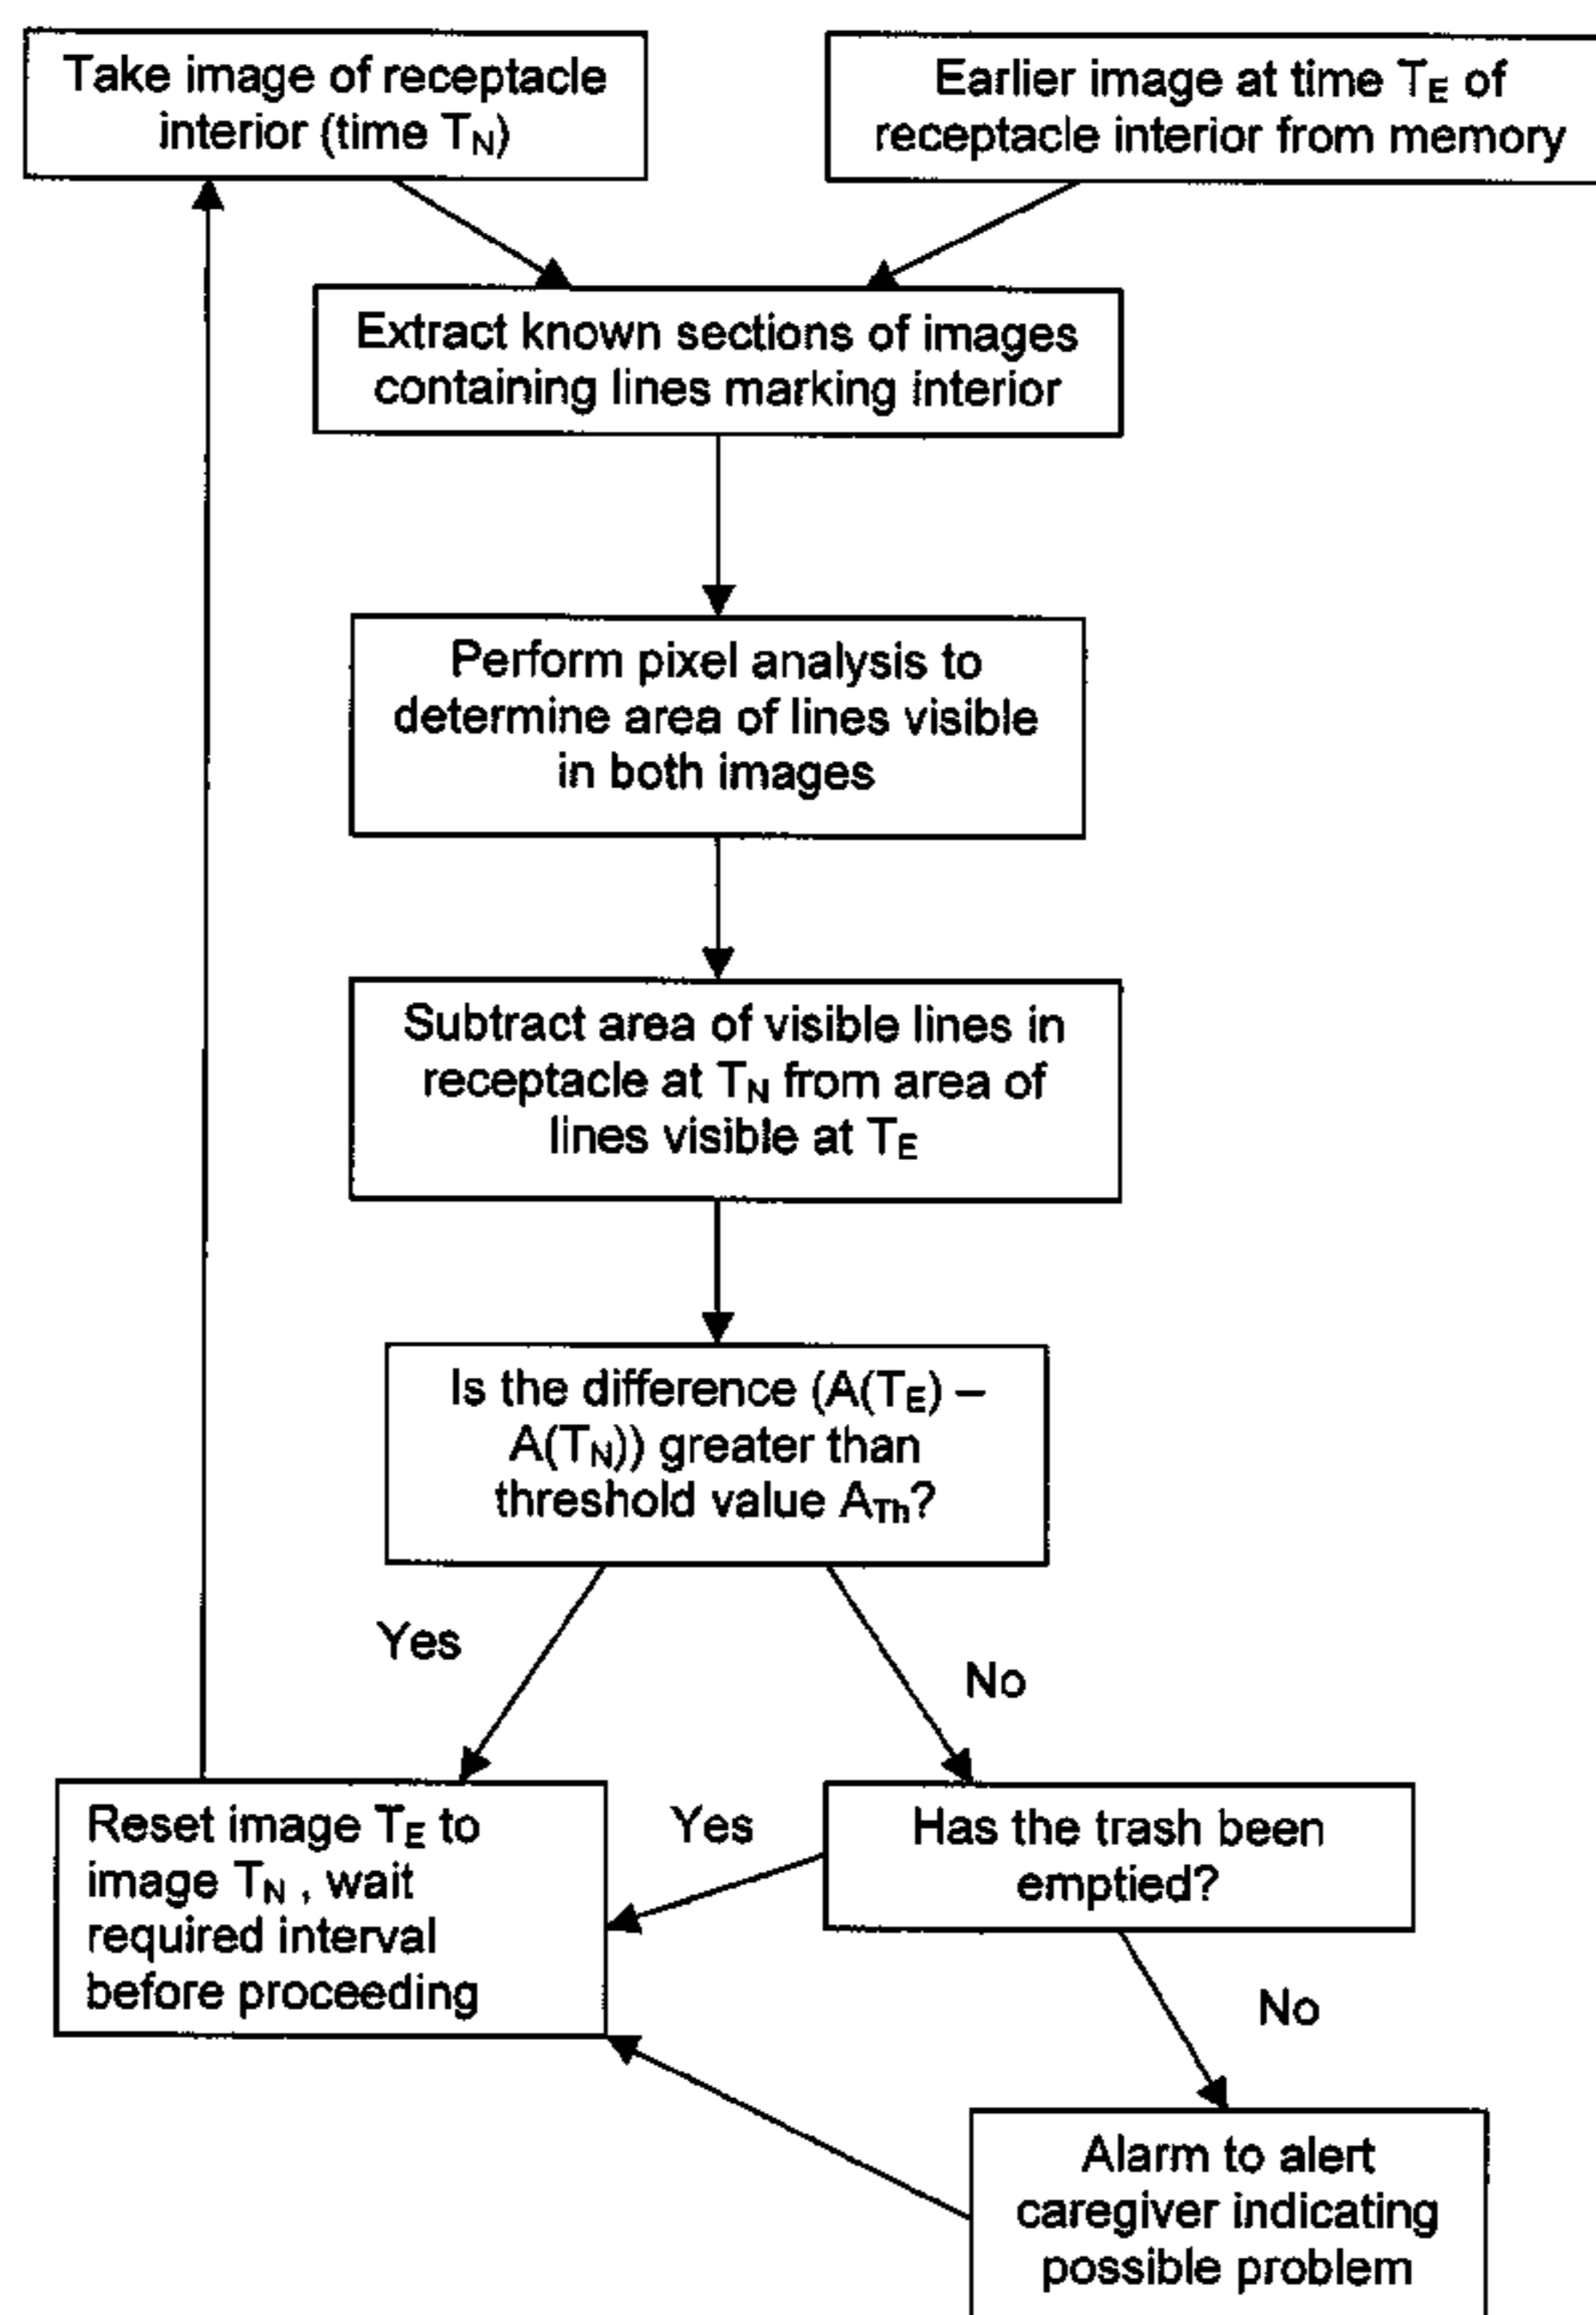 Take image of receptacle
interior (time TN)
Earlier image at time TE of
receptacle interior from memory
Extract known sections of images
containing lines marking interior
Perform pixel analysis to
determine area of lines visible
in both images
Subtract area of visible lines in
receptacle at TN from area of
lines visible at TE
Is the difference (A(TE) –
A(TN)) greater than
threshold value ATh?
Yes
No
Reset image TE to
image TN , wait
required interval
before proceeding
Yes
Has the trash been
emptied?
No
Alarm to alert
caregiver indicating
possible problem